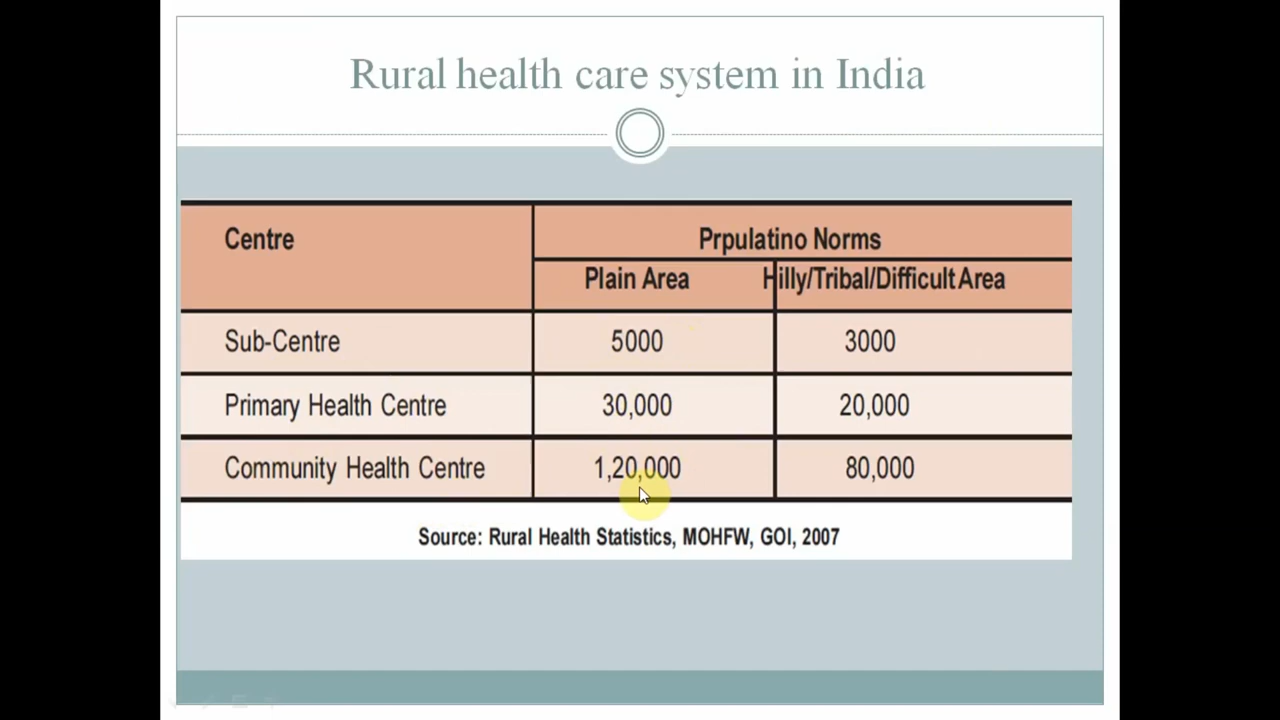 Rural health care system in India
Centre
Prpulatino Norms
Plain Area Hilly/Tribal/Difficult Area
Sub-Centre 5000 3000
Primary Health Centre 30,000 20,000
Community Health Centre 1,20,000 80,000
Source: Rural Health Statistics, MOHFW, GOI, 2007